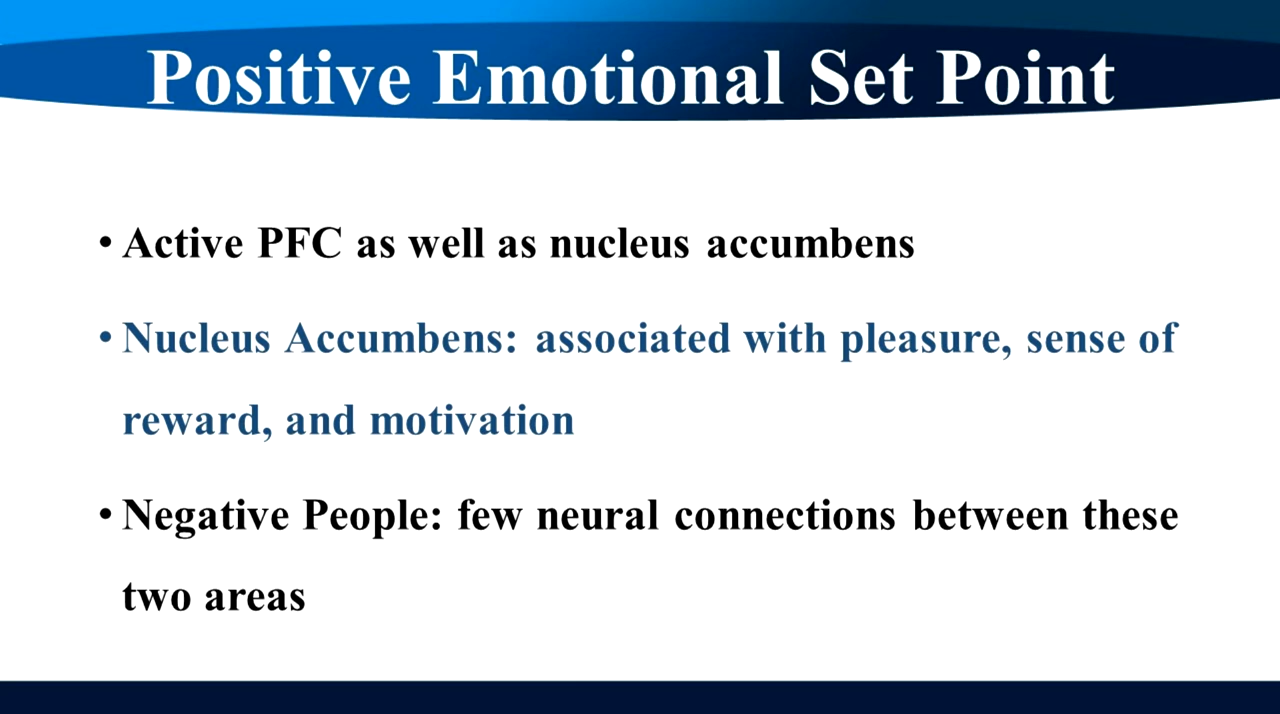 Positive Emotional Set Point
• Active PFC as well as nucleus accumbens
• Nucleus Accumbens: associated with pleasure, sense of
reward, and motivation
• Negative People: few neural connections between these
two areas